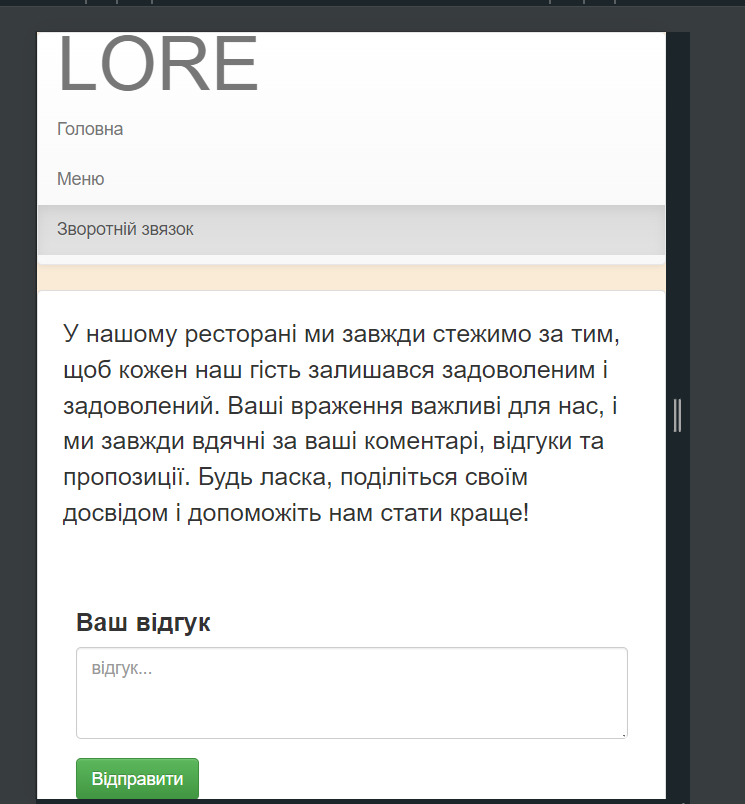 LORE
Головна
Меню
Зворотній звязок
У нашому ресторані ми завжди стежимо за тим,
щоб кожен наш гість залишався задоволеним і
задоволений. Ваші враження важливі для нас, і
ми завжди вдячні за ваші коментарі, відгуки та
пропозиції. Будь ласка, поділіться своїм
досвідом і допоможіть нам стати краще!
Ваш відгук
відгук...
Відправити